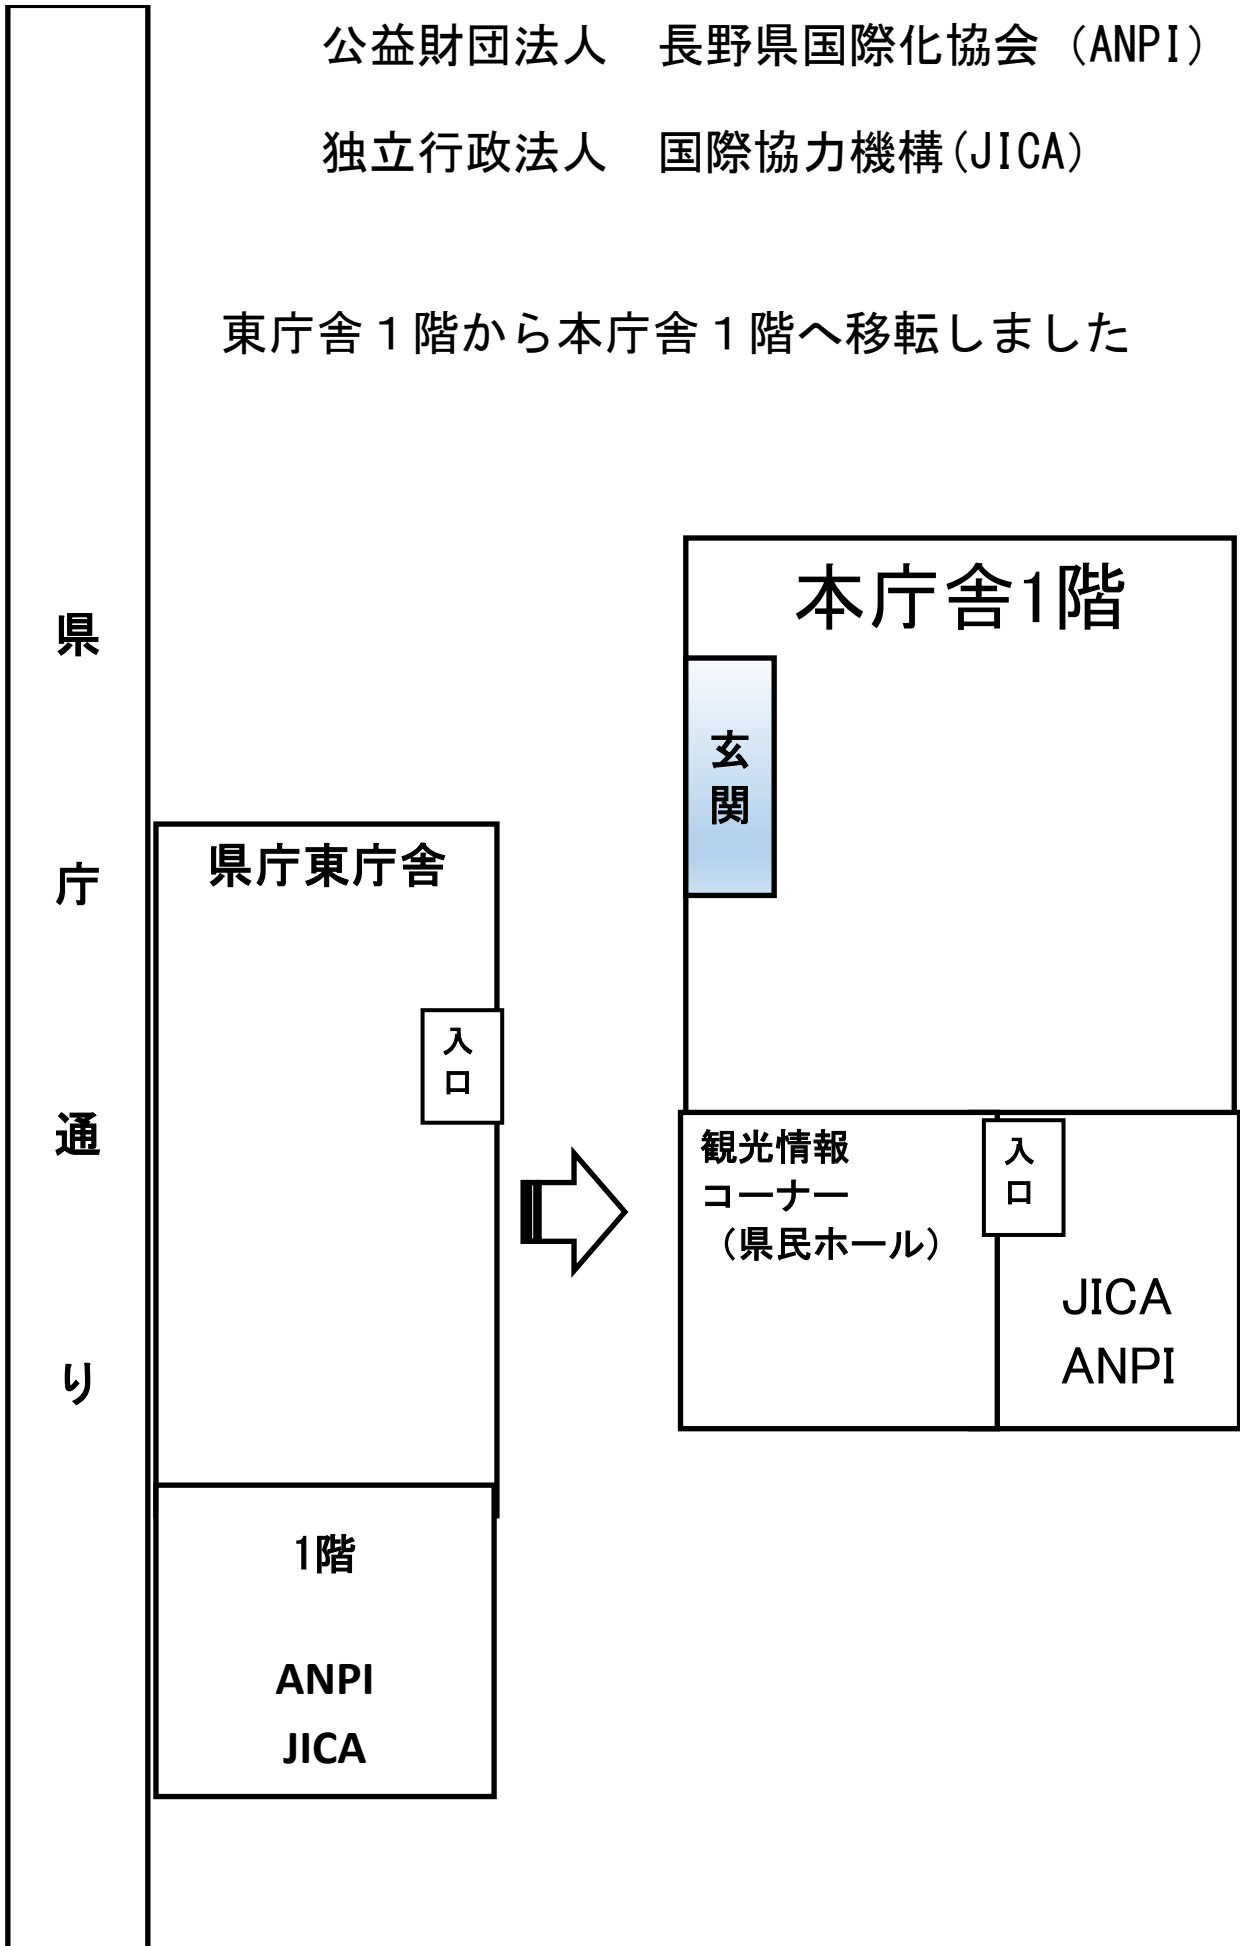 公益財団法人　長野県国際化協会（ANPI）
独立行政法人　国際協力機構(JICA)
東庁舎１階から本庁舎１階へ移転しました
県庁通り
県庁東庁舎
入口
1階
ANPI
JICA
本庁舎1階
玄関
観光情報
コーナー
（県民ホール）
入口
JICA
ANPI